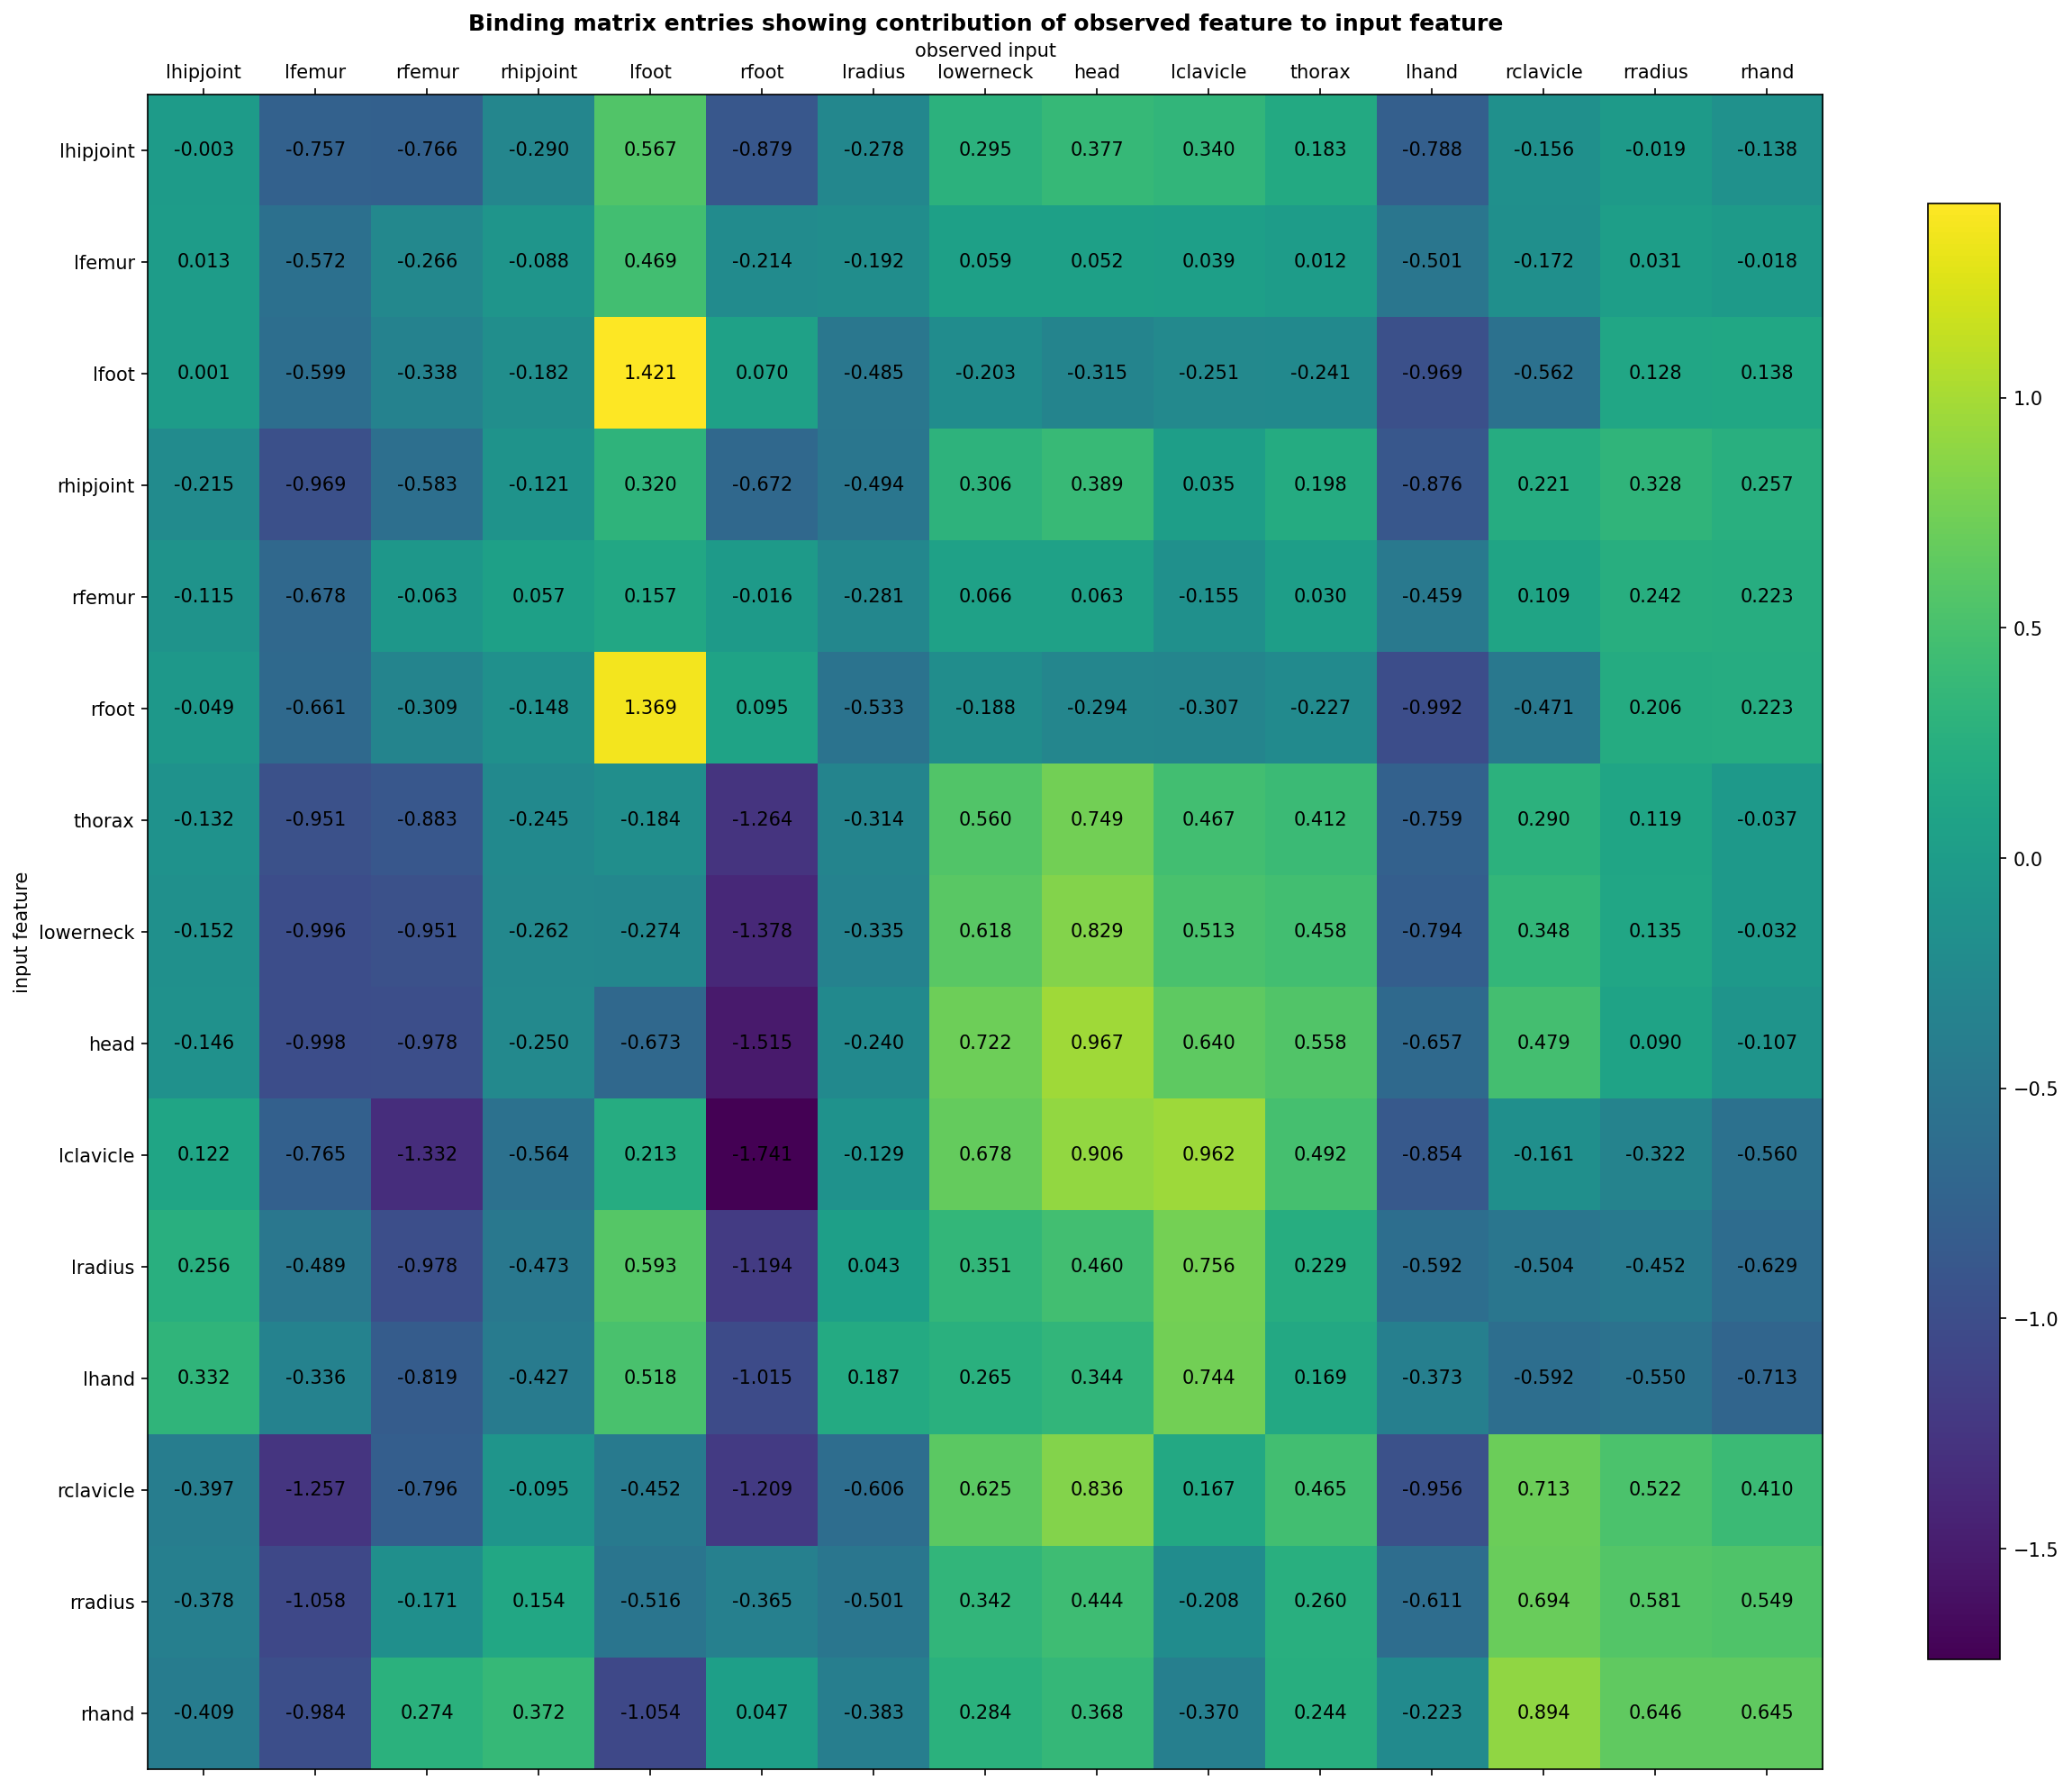 Binding matrix entries showing contribution of observed feature to input feature
observed input
lhipjoint lfemur rfemur rhipjoint lfoot rfoot lradius lowerneck head lclavicle thorax lhand rclavicle rradius rhand
lhipjoint -0.003 -0.757 -0.766 -0.290 0.567 -0.879 -0.278 0.295 0.377 0.340 0.183 -0.788 -0.156 -0.019 -0.138
lfemur 0.013 -0.572 -0.266 -0.088 0.469 -0.214 -0.192 0.059 0.052 0.039 0.012 -0.501 -0.172 0.031 -0.018
lfoot 0.001 -0.599 -0.338 -0.182 1.421 0.070 -0.485 -0.203 -0.315 -0.251 -0.241 -0.969 -0.562 0.128 0.138
rhipjoint -0.215 -0.969 -0.583 -0.121 0.320 -0.672 -0.494 0.306 0.389 0.035 0.198 -0.876 0.221 0.328 0.257
rfemur -0.115 -0.678 -0.063 0.057 0.157 -0.016 -0.281 0.066 0.063 -0.155 0.030 -0.459 0.109 0.242 0.223
rfoot -0.049 -0.661 -0.309 -0.148 1.369 0.095 -0.533 -0.188 -0.294 -0.307 -0.227 -0.992 -0.471 0.206 0.223
thorax -0.132 -0.951 -0.883 -0.245 -0.184 -1.264 -0.314 0.560 0.749 0.467 0.412 -0.759 0.290 0.119 -0.037
lowerneck -0.152 -0.996 -0.951 -0.262 -0.274 -1.378 -0.335 0.618 0.829 0.513 0.458 -0.794 0.348 0.135 -0.032
head -0.146 -0.998 -0.978 -0.250 -0.673 -1.515 -0.240 0.722 0.967 0.640 0.558 -0.657 0.479 0.090 -0.107
lclavicle 0.122 -0.765 -1.332 -0.564 0.213 -1.741 -0.129 0.678 0.906 0.962 0.492 -0.854 -0.161 -0.322 -0.560
lradius 0.256 -0.489 -0.978 -0.473 0.593 -1.194 0.043 0.351 0.460 0.756 0.229 -0.592 -0.504 -0.452 -0.629
lhand 0.332 -0.336 -0.819 -0.427 0.518 -1.015 0.187 0.265 0.344 0.744 0.169 -0.373 -0.592 -0.550 -0.713
rclavicle -0.397 -1.257 -0.796 -0.095 -0.452 -1.209 -0.606 0.625 0.836 0.167 0.465 -0.956 0.713 0.522 0.410
rradius -0.378 -1.058 -0.171 0.154 -0.516 -0.365 -0.501 0.342 0.444 -0.208 0.260 -0.611 0.694 0.581 0.549
rhand -0.409 -0.984 0.274 0.372 -1.054 0.047 -0.383 0.284 0.368 -0.370 0.244 -0.223 0.894 0.646 0.645
input feature
1.0
0.5
0.0
−0.5
−1.0
−1.5